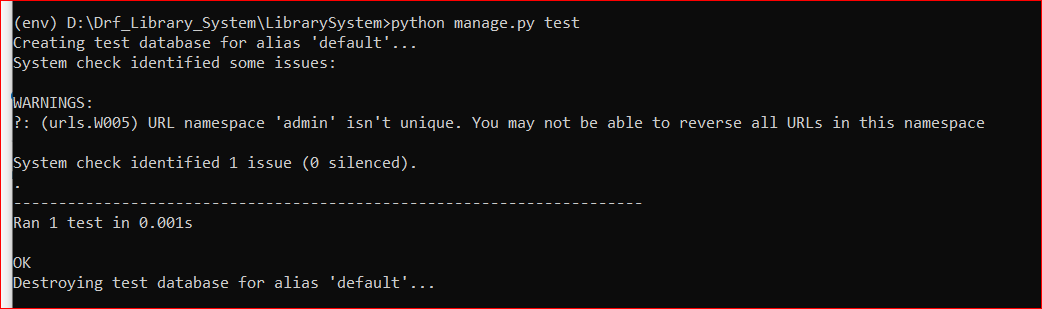 (env) D:\Drf_Library_System\LibrarySystem>python manage.py test
Creating test database for alias 'default'...
System check identified some issues:
WARNINGS:
?: (urls.W005) URL namespace 'admin' isn't unique. You may not be able to reverse all URLs in this namespace
System check identified 1 issue (0 silenced).
.
----------------------------------------------------------------------
Ran 1 test in 0.001s
OK
Destroying test database for alias 'default'...